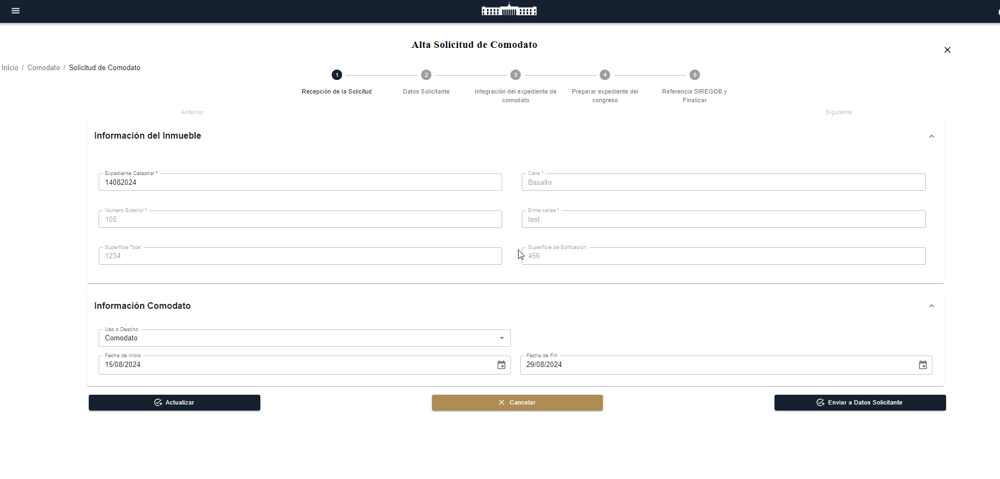 Alta Solicitud de Comodato
Inicio / Comodato / Solicitud de Comodato
1
2
3
4
5
Recepción de la Solicitud
Datos Solicitante
Integración del expediente de
comodato
Preparar expediente del
congreso
Referencia SIREGOB y
Finalizar
Anterior
Siguiente
Información del Inmueble
Expediente Catastral *
14082024
Calle *
Basalto
Número Exterior *
105
Entre calles *
test
Superficie Total
1234
Superficie de Edificación
456
Información Comodato
Uso o Destino
Comodato
Fecha de Inicio
15/08/2024
Fecha de Fin
29/08/2024
Actualizar
Cancelar
Enviar a Datos Solicitante